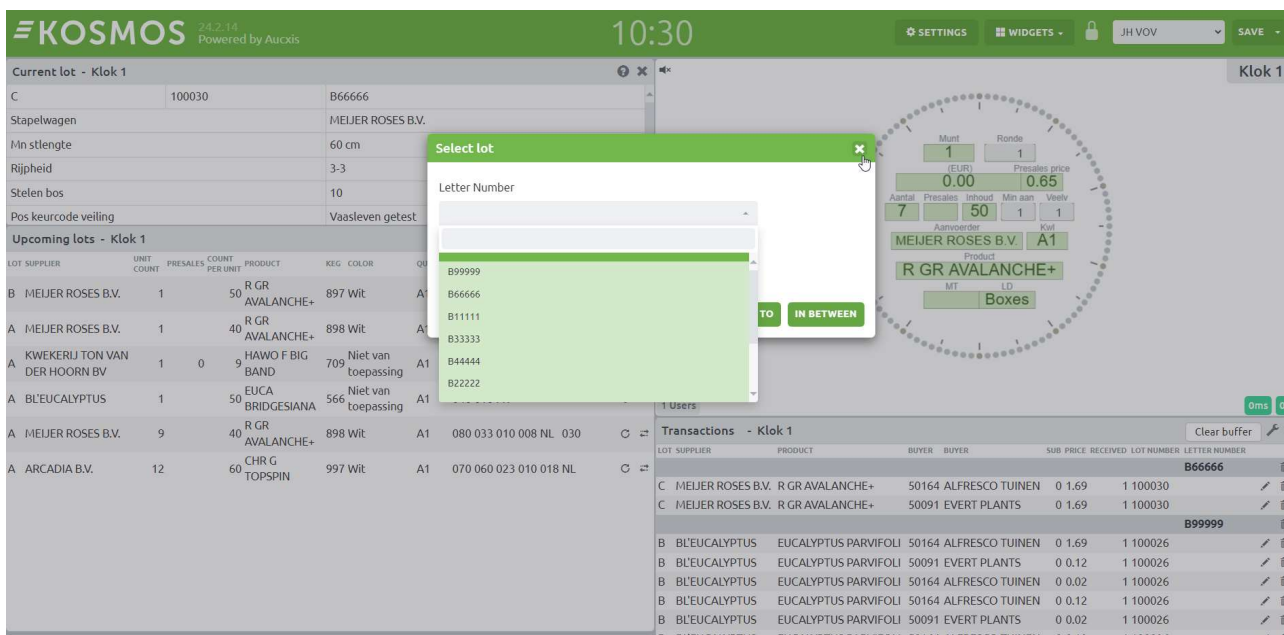 KOSMOS 24.2.14
Powered by Aucxis
10:30
SETTINGS WIDGETS JH VOV SAVE
Current lot - Klok 1
C 100030 B66666
Stapelwagen MEIJER ROSES B.V.
Mn stlengte 60 cm
Rijpheid 3-3
Stelen bos 10
Pos keurcode veiling Vaasleven getest
Upcoming lots - Klok 1
LOT SUPPLIER UNIT COUNT PRESALES COUNT PER UNIT PRODUCT KEG COLOR QU
B MEIJER ROSES B.V. 1 50 R GR AVALANCHE+ 897 Wit A1
A MEIJER ROSES B.V. 1 40 R GR AVALANCHE+ 898 Wit A1
A KWEKERIJ TON VAN DER HOORN BV 1 0 9 HAWO F BIG BAND 709 Niet van toepassing A1
A BL'EUCALYPTUS 1 50 EUCA BRIDGESIANA 566 Niet van toepassing A1
A MEIJER ROSES B.V. 9 40 R GR AVALANCHE+ 898 Wit A1 080 033 010 008 NL 030
A ARCADIA B.V. 12 60 CHR G TOPSPIN 997 Wit A1 070 060 023 010 018 NL
Select lot
Letter Number
B99999
B66666
B11111
B33333
B44444
B22222
TO IN BETWEEN
Klok 1
Munt Ronde
1 1
(EUR) Presales price
0.00 0.65
Aantal Presales Inhoud Min aan Veelv
7 50 1 1
Aanvoerder Kwl
MEIJER ROSES B.V. A1
Product
R GR AVALANCHE+
MT LD
Boxes
1 Users
0ms
Transactions - Klok 1 Clear buffer
LOT SUPPLIER PRODUCT BUYER BUYER SUB PRICE RECEIVED LOT NUMBER LETTER NUMBER
B66666
C MEIJER ROSES B.V. R GR AVALANCHE+ 50164 ALFRESCO TUINEN 0 1.69 1 100030
C MEIJER ROSES B.V. R GR AVALANCHE+ 50091 EVERT PLANTS 0 1.69 1 100030
B99999
B BL'EUCALYPTUS EUCALYPTUS PARVIFOLI 50164 ALFRESCO TUINEN 0 1.69 1 100026
B BL'EUCALYPTUS EUCALYPTUS PARVIFOLI 50091 EVERT PLANTS 0 0.12 1 100026
B BL'EUCALYPTUS EUCALYPTUS PARVIFOLI 50164 ALFRESCO TUINEN 0 0.02 1 100026
B BL'EUCALYPTUS EUCALYPTUS PARVIFOLI 50164 ALFRESCO TUINEN 0 0.12 1 100026
B BL'EUCALYPTUS EUCALYPTUS PARVIFOLI 50091 EVERT PLANTS 0 0.02 1 100026